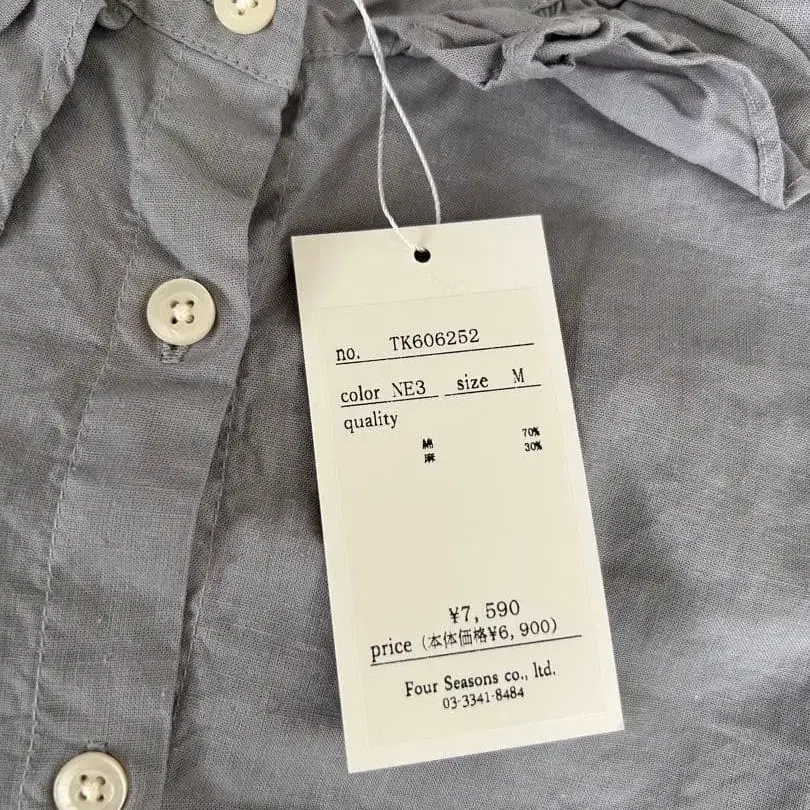 no. TK606252
color NE3 size M
quality
綿 70%
麻 30%
¥7,590
price (本体価格¥6,900)
Four Seasons co., ltd.
03-3341-8484